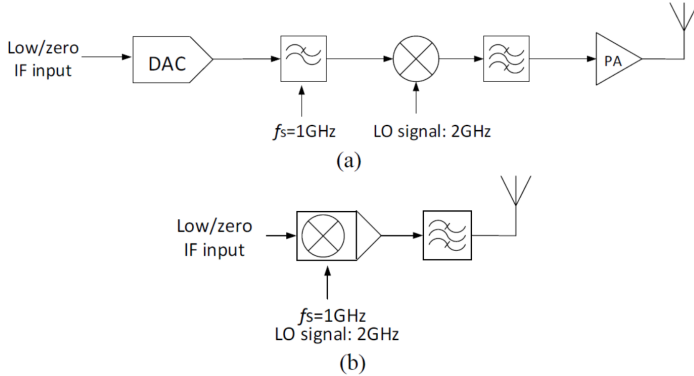 Low/zero
IF input
DAC
PA
fs=1GHz
LO signal: 2GHz
(a)
Low/zero
IF input
fs=1GHz
LO signal: 2GHz
(b)